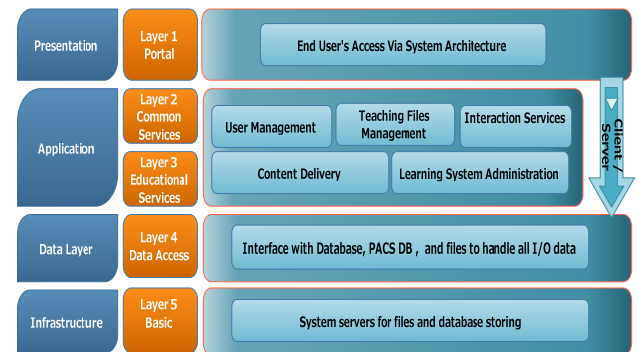 Presentation
Layer 1
Portal
End User's Access Via System Architecture
Application
Layer 2
Common
Services
User Management
Teaching Files
Management
Interaction Services
Layer 3
Educational
Services
Content Delivery
Learning System Administration
Client /
Server
Data Layer
Layer 4
Data Access
Interface with Database, PACS DB , and files to handle all I/O data
Infrastructure
Layer 5
Basic
System servers for files and database storing